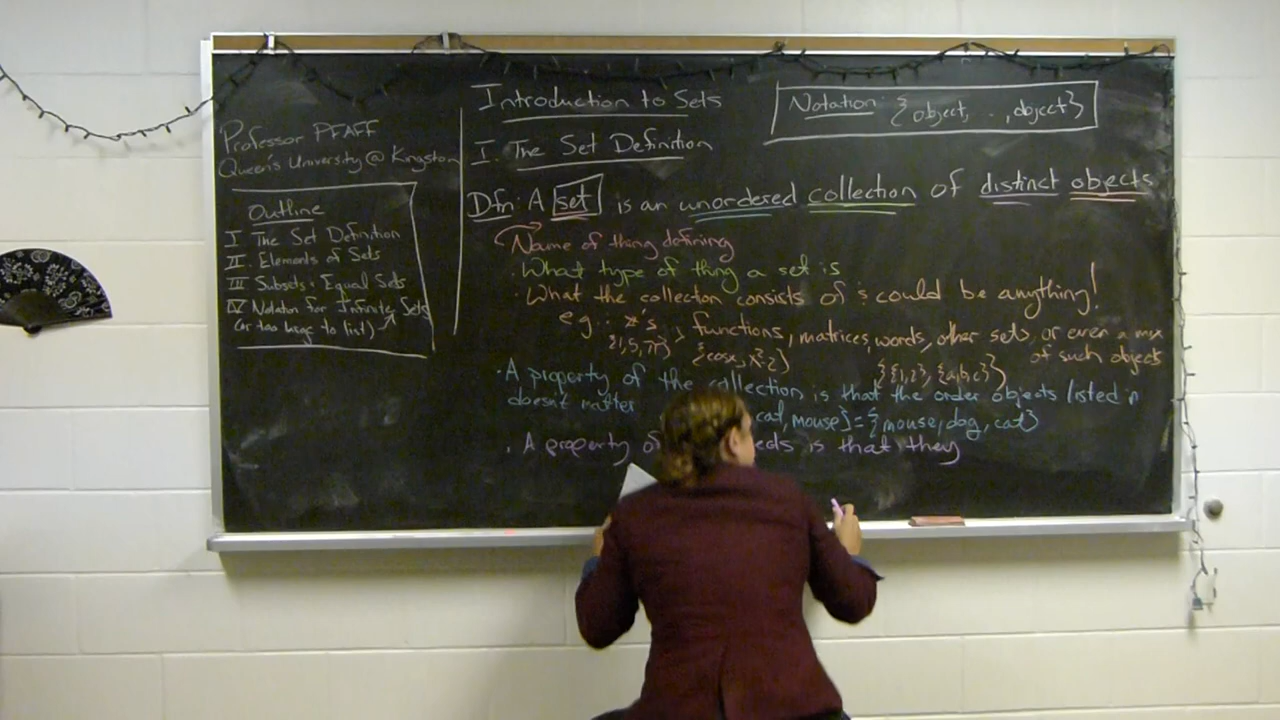 Professor PFAFF
Queen's University @ Kingston
Outline
I The Set Definition
II. Elements of Sets
III Subsets & Equal Sets
IV Notation for Infinite Sets
(or too large to list)
Introduction to Sets
Notation: {object, ..., object}
I. The Set Definition
Dfn: A set is an unordered collection of distinct objects
Name of thing defining
· What type of thing a set is
· What the collection consists of & could be anything!
eg.: #'s, functions, matrices, words, other sets, or even a mix
of such objects
{1,5,π} {cosx, x²-2} {{1,2}, {a,b,c}}
· A property of the collection is that the order objects listed in
doesn't matter cat, mouse} = {mouse, dog, cat}
· A property of is that they